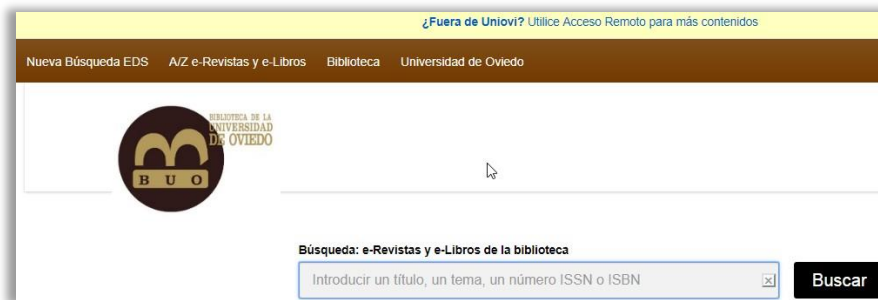 ¿Fuera de Uniovi? Utilice Acceso Remoto para más contenidos
Nueva Búsqueda EDS A/Z e-Revistas y e-Libros Biblioteca Universidad de Oviedo
BIBLIOTECA DE LA
UNIVERSIDAD
DE OVIEDO
B U O
Búsqueda: e-Revistas y e-Libros de la biblioteca
Introducir un título, un tema, un número ISSN o ISBN
Buscar